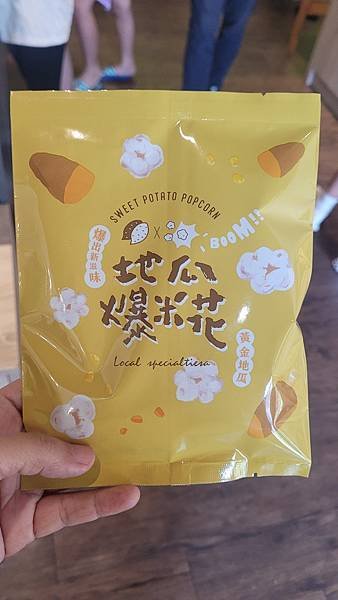 SWEET POTATO POPCORN
X
BOOM!!
爆出新滋味
地瓜
爆米花
Local specialties
黃金地瓜